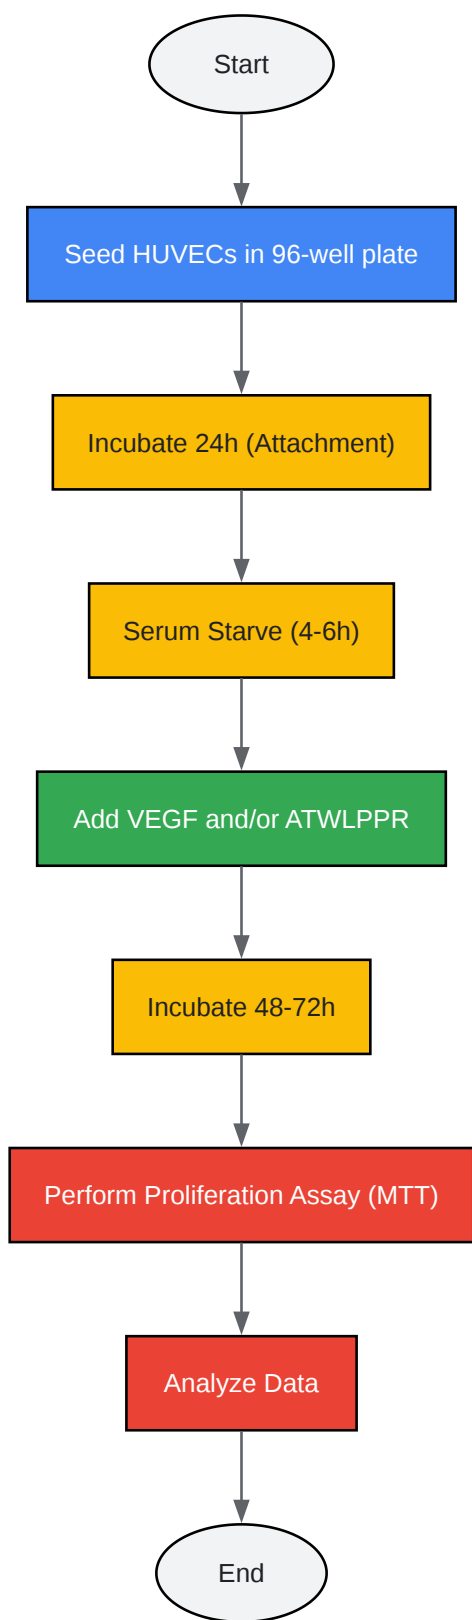 Start
Seed HUVECs in 96-well plate
Incubate 24h (Attachment)
Serum Starve (4-6h)
Add VEGF and/or ATWLPPR
Incubate 48-72h
Perform Proliferation Assay (MTT)
Analyze Data
End